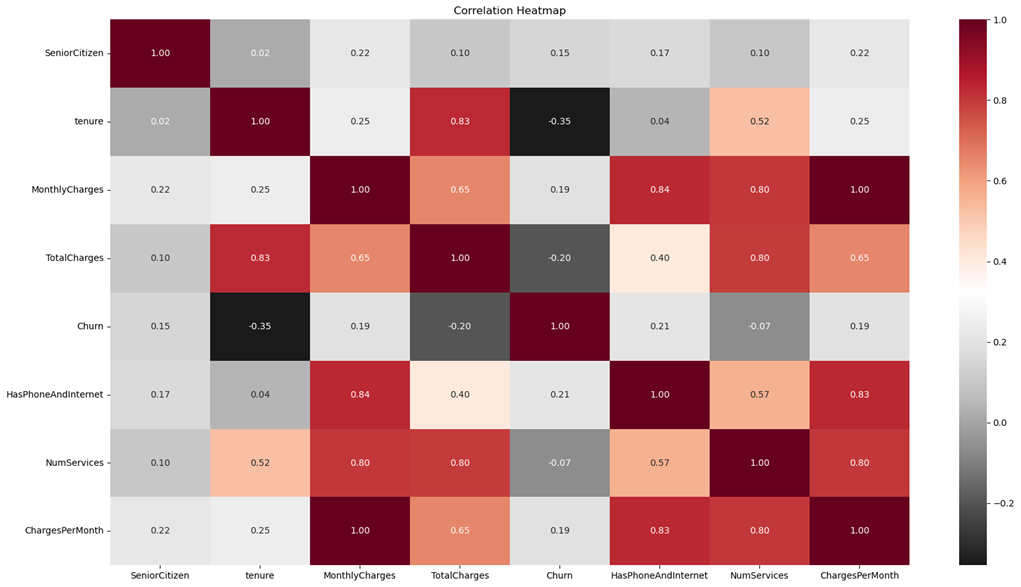 Correlation Heatmap
SeniorCitizen 1.00 0.02 0.22 0.10 0.15 0.17 0.10 0.22
tenure 0.02 1.00 0.25 0.83 -0.35 0.04 0.52 0.25
MonthlyCharges 0.22 0.25 1.00 0.65 0.19 0.84 0.80 1.00
TotalCharges 0.10 0.83 0.65 1.00 -0.20 0.40 0.80 0.65
Churn 0.15 -0.35 0.19 -0.20 1.00 0.21 -0.07 0.19
HasPhoneAndInternet 0.17 0.04 0.84 0.40 0.21 1.00 0.57 0.83
NumServices 0.10 0.52 0.80 0.80 -0.07 0.57 1.00 0.80
ChargesPerMonth 0.22 0.25 1.00 0.65 0.19 0.83 0.80 1.00
SeniorCitizen tenure MonthlyCharges TotalCharges Churn HasPhoneAndInternet NumServices ChargesPerMonth
1.0
0.8
0.6
0.4
0.2
0.0
−0.2